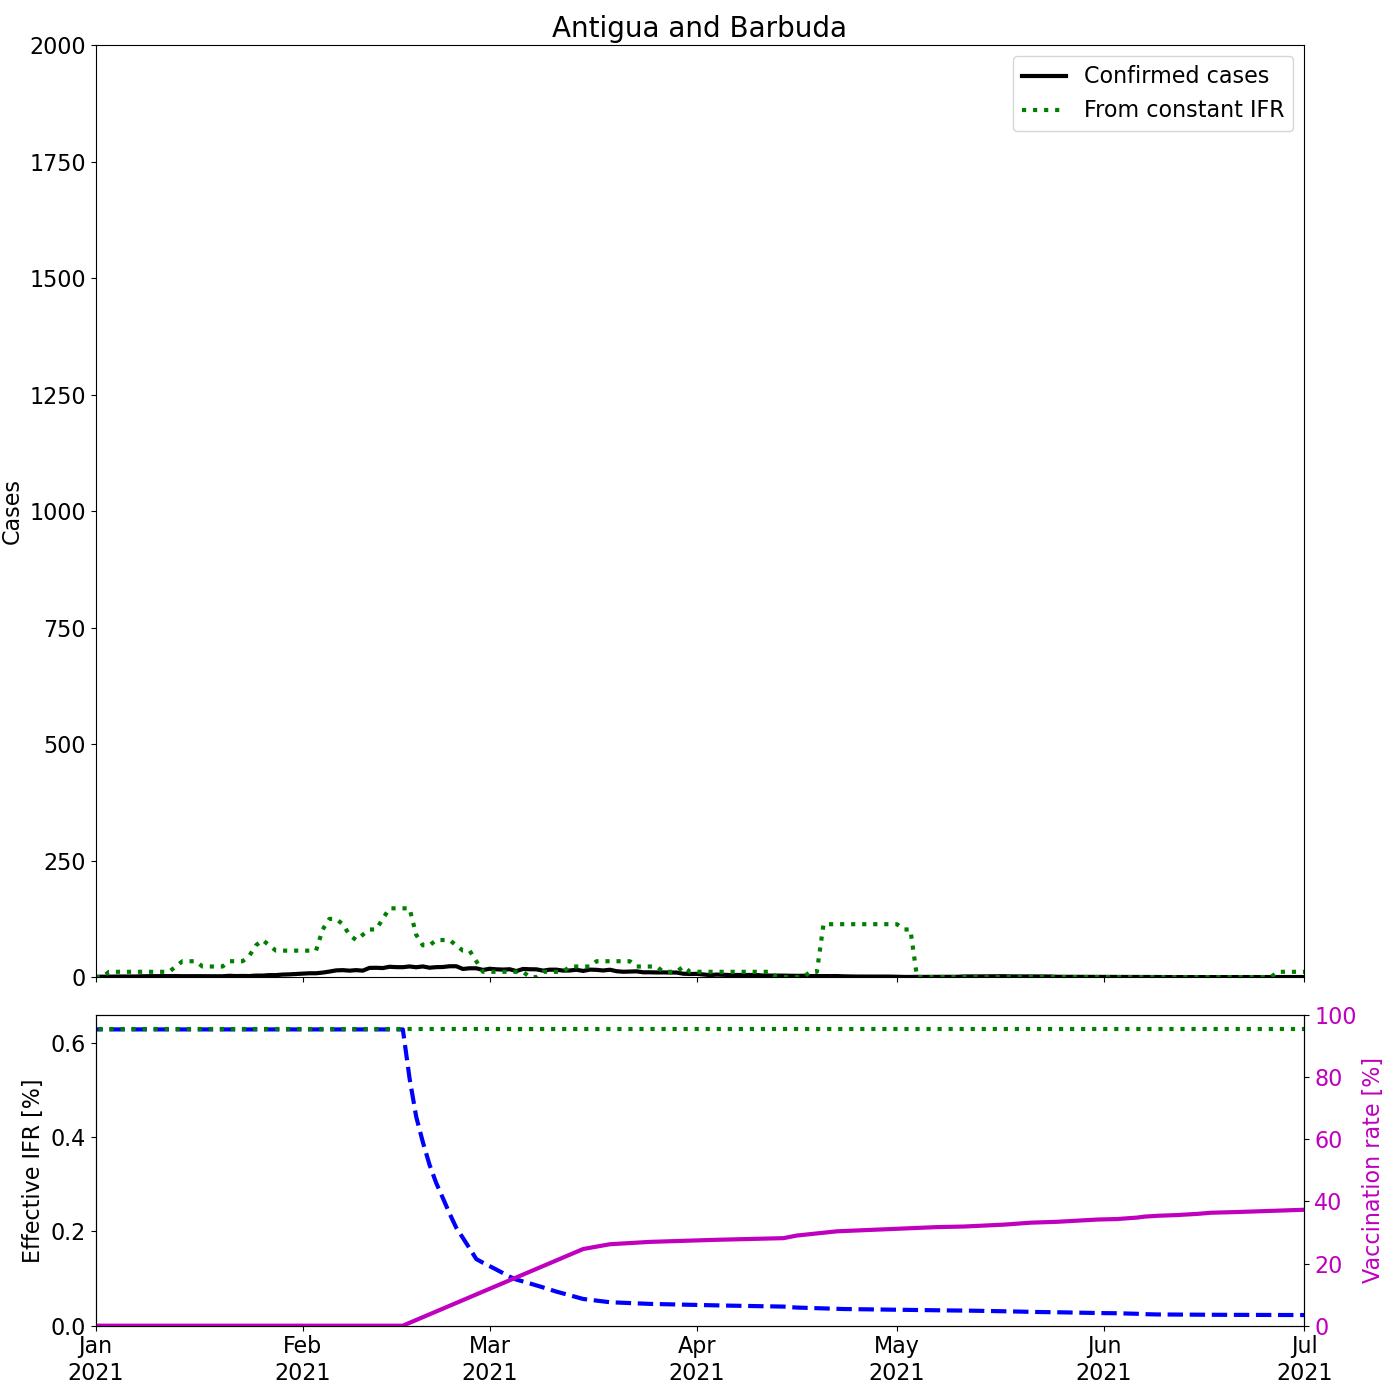 Antigua and Barbuda
2000
1750
1500
1250
1000
750
500
250
0
Cases
Confirmed cases
From constant IFR
0.6
0.4
0.2
0.0
Effective IFR [%]
100
80
60
40
20
0
Vaccination rate [%]
Jan Feb Mar Apr May Jun Jul
2021 2021 2021 2021 2021 2021 2021